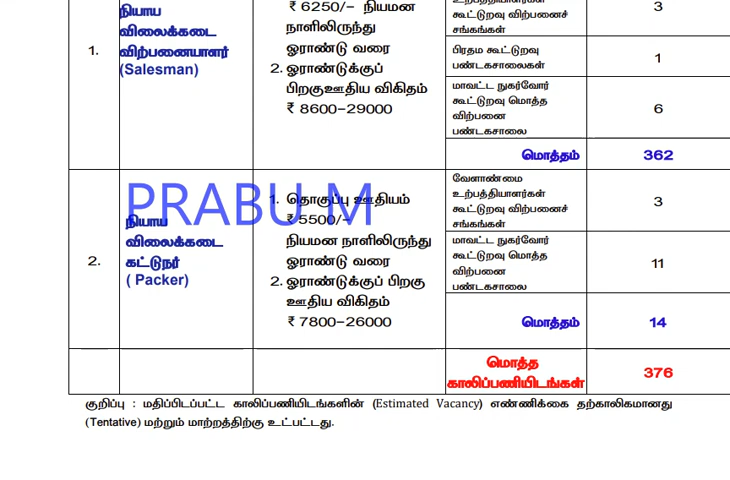 நியாய
விலைக்கடை
விற்பனையாளர்
(Salesman)
1.
₹ 6250/- நியமன
நாளிலிருந்து
ஓராண்டு வரை
2. ஓராண்டுக்குப்
பிறகுஊதிய விகிதம்
₹ 8600-29000
கூட்டுறவு விற்பனைச்
சங்கங்கள்
3
பிரதம கூட்டுறவு
பண்டகசாலைகள்
1
மாவட்ட நுகர்வோர்
கூட்டுறவு மொத்த
விற்பனை
பண்டகசாலை
6
மொத்தம்
362
2.
நியாய
விலைக்கடை
கட்டுநர்
( Packer)
1. தொகுப்பு ஊதியம்
₹ 5500/-
நியமன நாளிலிருந்து
ஓராண்டு வரை
2. ஓராண்டுக்குப் பிறகு
ஊதிய விகிதம்
₹ 7800-26000
வேளாண்மை
உற்பத்தியாளர்கள்
கூட்டுறவு விற்பனைச்
சங்கங்கள்
3
மாவட்ட நுகர்வோர்
கூட்டுறவு மொத்த
விற்பனை
பண்டகசாலை
11
மொத்தம்
14
மொத்த
காலிப்பணியிடங்கள்
376
PRABU M
குறிப்பு : மதிப்பிடப்பட்ட காலிப்பணியிடங்களின் (Estimated Vacancy) எண்ணிக்கை தற்காலிகமானது
(Tentative) மற்றும் மாற்றத்திற்கு உட்பட்டது.